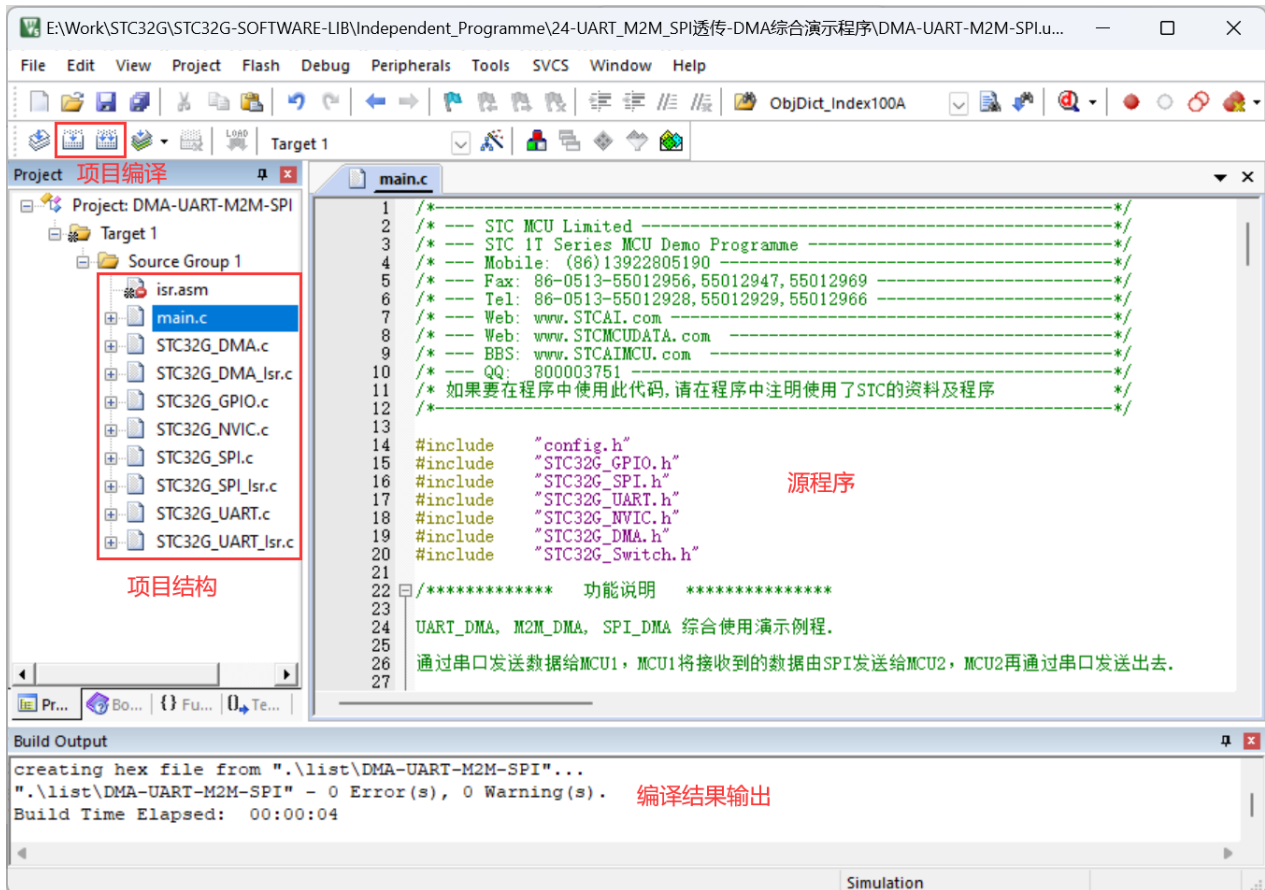 E:\Work\STC32G\STC32G-SOFTWARE-LIB\Independent_Programme\24-UART_M2M_SPI透传-DMA综合演示程序\DMA-UART-M2M-SPI.u...
File Edit View Project Flash Debug Peripherals Tools SVCS Window Help
ObjDict_Index100A
LOAD
Target 1
Project 项目编译
main.c
Project: DMA-UART-M2M-SPI
Target 1
Source Group 1
isr.asm
main.c
STC32G_DMA.c
STC32G_DMA_Isr.c
STC32G_GPIO.c
STC32G_NVIC.c
STC32G_SPI.c
STC32G_SPI_Isr.c
STC32G_UART.c
STC32G_UART_Isr.c
项目结构
1 /*---------------------------------------------------------------------*/
2 /* --- STC MCU Limited ------------------------------------------------*/
3 /* --- STC 1T Series MCU Demo Programme -------------------------------*/
4 /* --- Mobile: (86)13922805190 ----------------------------------------*/
5 /* --- Fax: 86-0513-55012956,55012947,55012969 ------------------------*/
6 /* --- Tel: 86-0513-55012928,55012929,55012966 ------------------------*/
7 /* --- Web: www.STCAI.com ---------------------------------------------*/
8 /* --- Web: www.STCMCUDATA.com ---------------------------------------*/
9 /* --- BBS: www.STCAIMCU.com -----------------------------------------*/
10 /* --- QQ:  800003751 -------------------------------------------------*/
11 /* 如果要在程序中使用此代码,请在程序中注明使用了STC的资料及程序 */
12 /*---------------------------------------------------------------------*/
13
14 #include "config.h"
15 #include "STC32G_GPIO.h"
16 #include "STC32G_SPI.h"
17 #include "STC32G_UART.h"
18 #include "STC32G_NVIC.h"
19 #include "STC32G_DMA.h"
20 #include "STC32G_Switch.h"
源程序
21
22 /************* 功能说明 ***************
23
24 UART_DMA, M2M_DMA, SPI_DMA 综合使用演示例程.
25
26 通过串口发送数据给MCU1，MCU1将接收到的数据由SPI发送给MCU2，MCU2再通过串口发送出去.
27
Pr... Bo... {} Fu... Te...
Build Output
creating hex file from ".\list\DMA-UART-M2M-SPI"...
".\list\DMA-UART-M2M-SPI" - 0 Error(s), 0 Warning(s).
Build Time Elapsed:  00:00:04
编译结果输出
Simulation